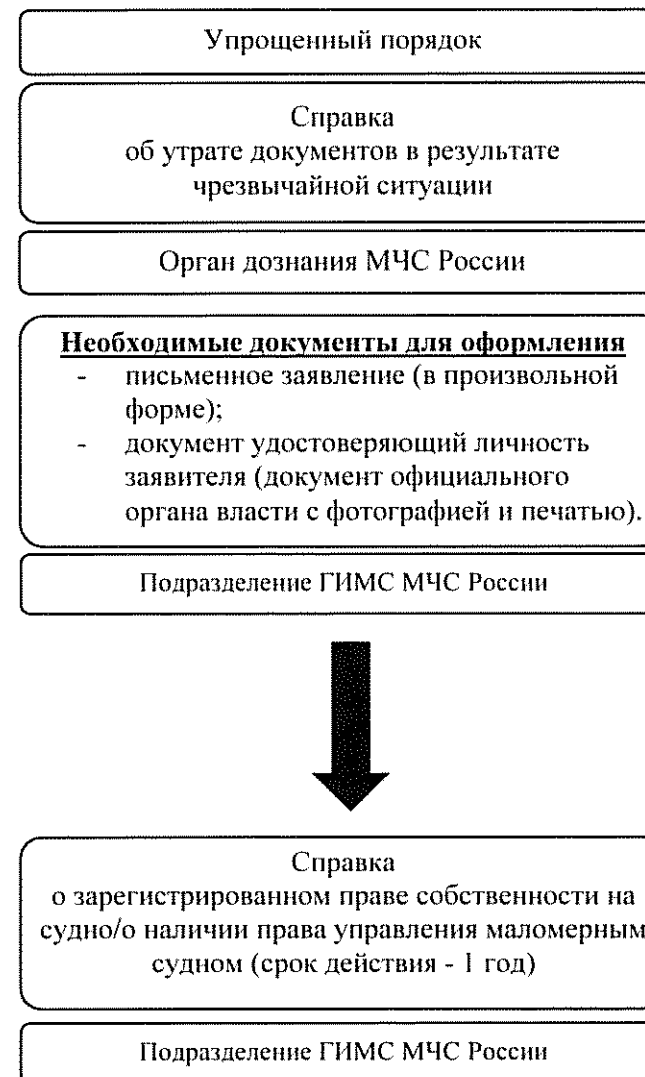 Упрощенный порядок
Справка
об утрате документов в результате
чрезвычайной ситуации
Орган дознания МЧС России
Необходимые документы для оформления
- письменное заявление (в произвольной
форме);
- документ удостоверяющий личность
заявителя (документ официального
органа власти с фотографией и печатью).
Подразделение ГИМС МЧС России
Справка
о зарегистрированном праве собственности на
судно/о наличии права управления маломерным
судном (срок действия - 1 год)
Подразделение ГИМС МЧС России